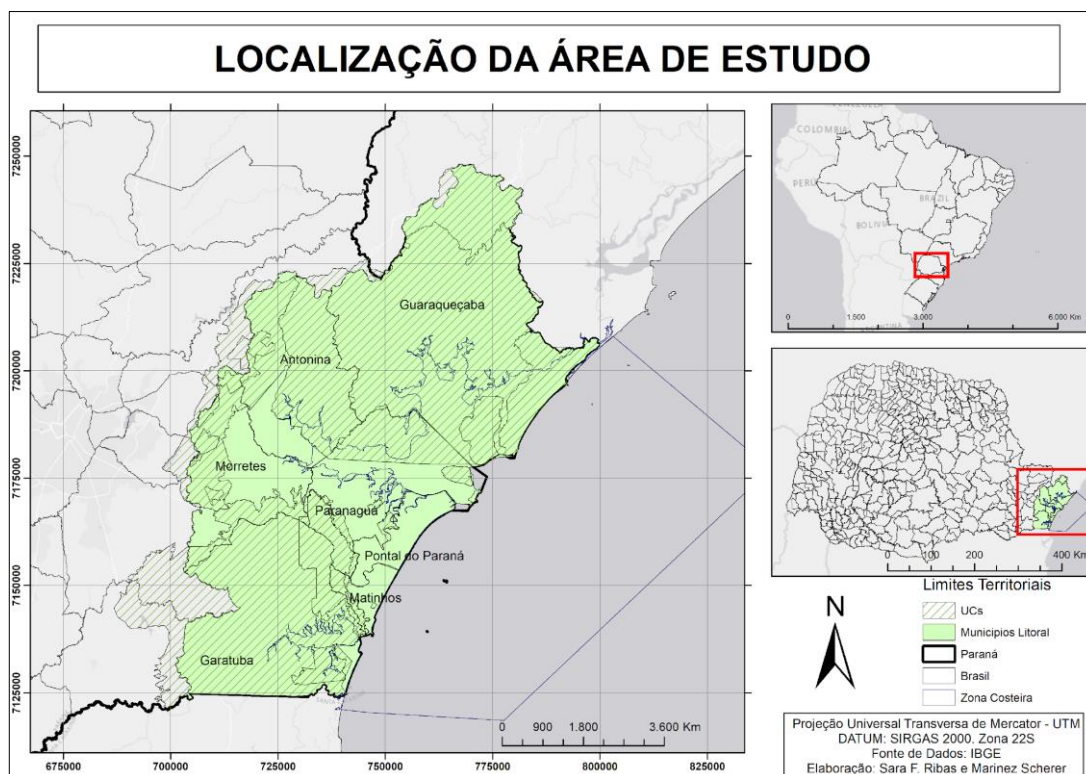 LOCALIZAÇÃO DA ÁREA DE ESTUDO
7250000
7225000
7200000
7175000
7150000
7125000
Guaraqueçaba
Antonina
Morretes
Paranaguá
Pontal do Paraná
Matinhos
Garatuba
0 900 1.800 3.600 Km
675000 700000 725000 750000 775000 800000 825000
COLOMBIA
BRAZIL
0 1.500 3.000 6.000 Km
0 100 200 400 Km
N
Limites Territoriais
UCs
Municipios Litoral
Paraná
Brasil
Zona Costeira
Projeção Universal Transversa de Mercator - UTM
DATUM: SIRGAS 2000. Zona 22S
Fonte de Dados: IBGE
Elaboração: Sara F. Ribas e Marinez Scherer